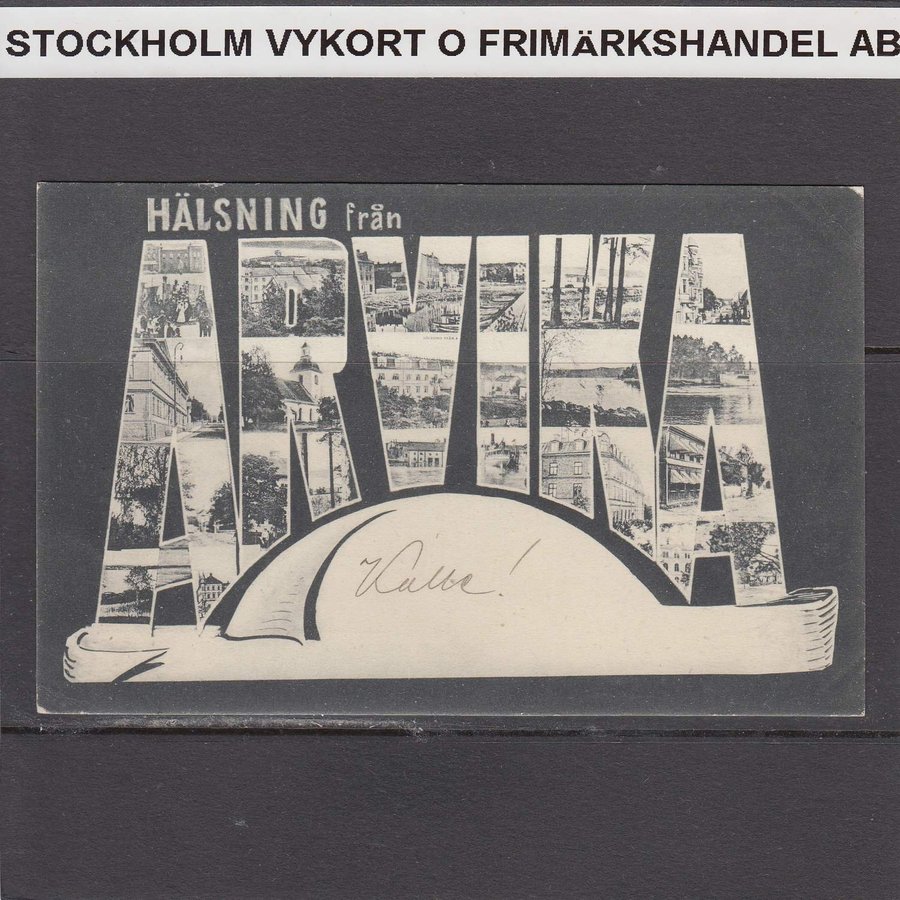 STOCKHOLM VYKORT O FRIMÄRKSHANDEL AB
HÄLSNING från
ARVIKA